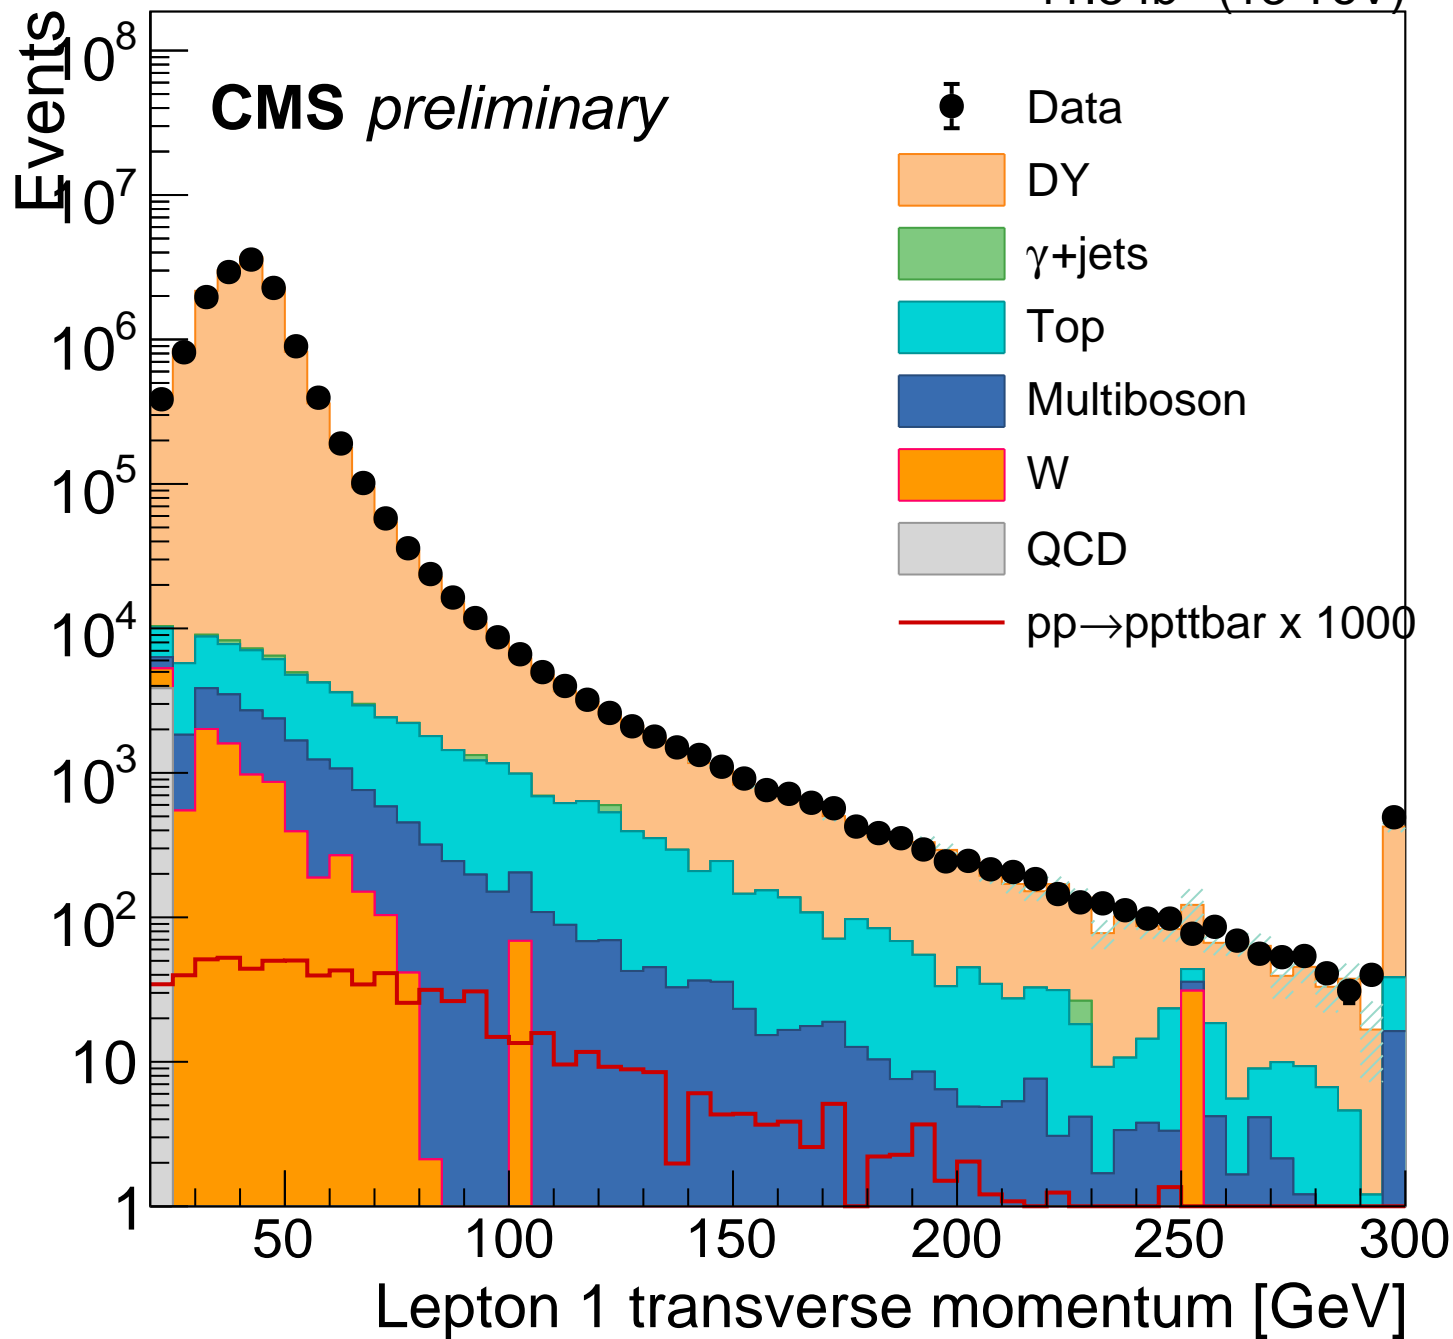 (13 TeV)
Events
CMS preliminary
Data
DY
γ+jets
Top
Multiboson
W
QCD
pp→ppttbar x 1000
10^8
10^7
10^6
10^5
10^4
10^3
10^2
10
1
50 100 150 200 250 300
Lepton 1 transverse momentum [GeV]